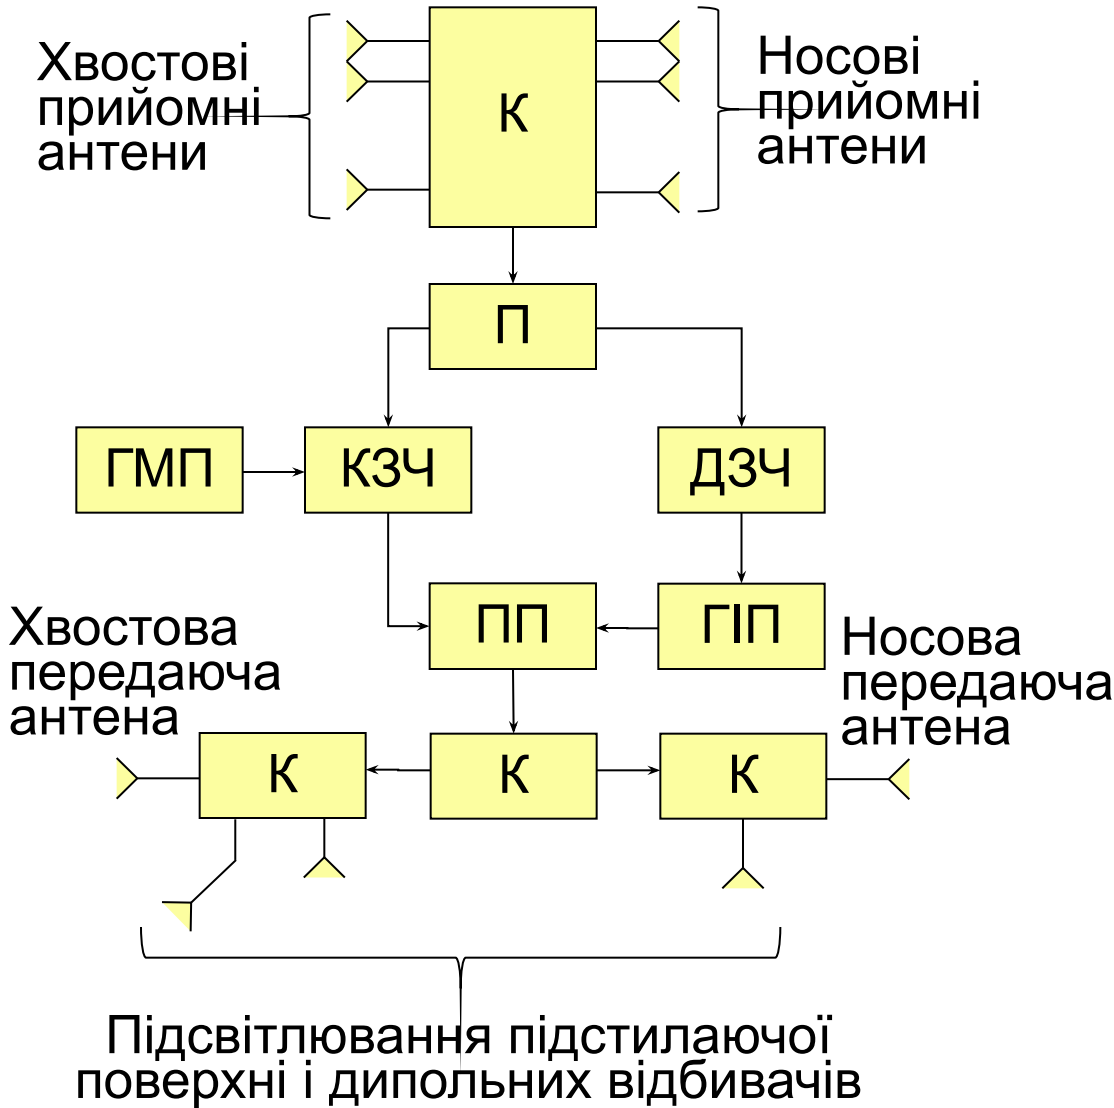 Хвостові
прийомні
антени
К
Носові
прийомні
антени
П
ГМП
КЗЧ
ДЗЧ
Хвостова
передаюча
антена
ПП
ГІП
Носова
передаюча
антена
К
К
К
Підсвітлювання підстилаючої
поверхні і дипольних відбивачів